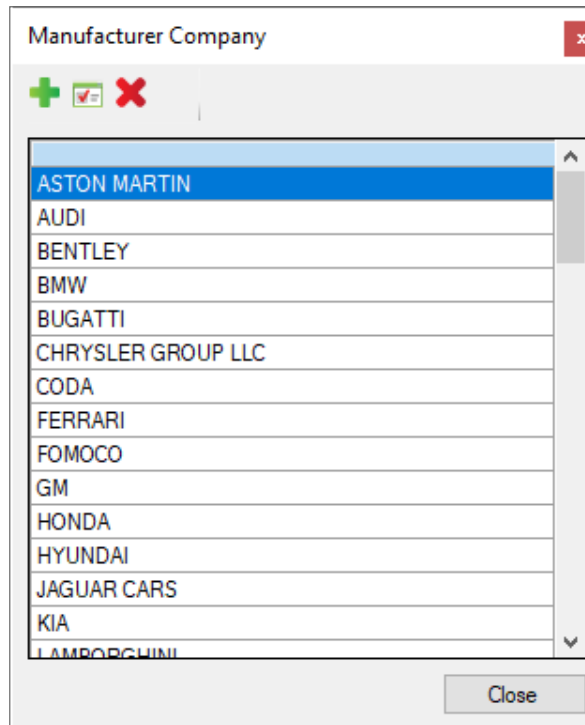 Manufacturer Company
x
ASTON MARTIN
AUDI
BENTLEY
BMW
BUGATTI
CHRYSLER GROUP LLC
CODA
FERRARI
FOMOCO
GM
HONDA
HYUNDAI
JAGUAR CARS
KIA
LAMBORGHINI
Close